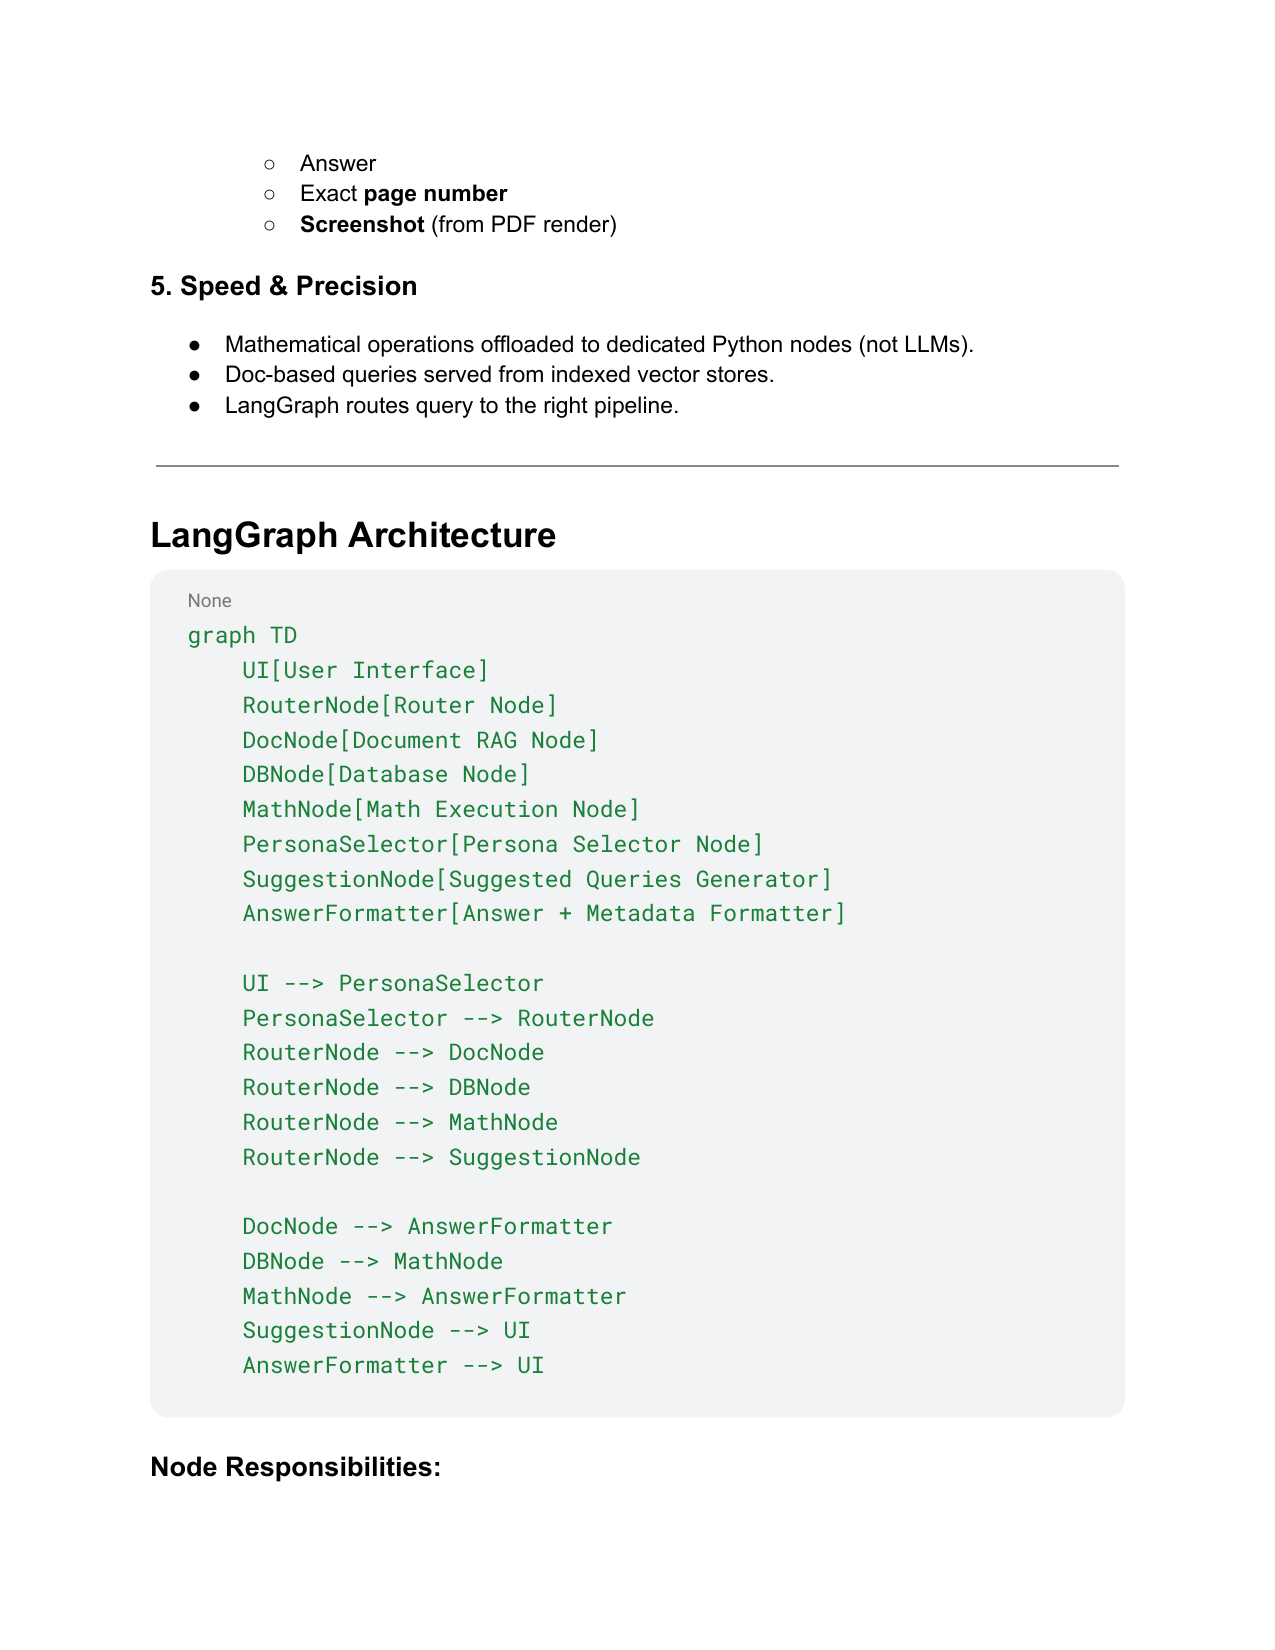 ○ Answer
○ Exact page number
○ Screenshot (from PDF render)
5. Speed & Precision
● Mathematical operations offloaded to dedicated Python nodes (not LLMs).
● Doc-based queries served from indexed vector stores.
● LangGraph routes query to the right pipeline.
LangGraph Architecture
None
graph TD
    UI[User Interface]
    RouterNode[Router Node]
    DocNode[Document RAG Node]
    DBNode[Database Node]
    MathNode[Math Execution Node]
    PersonaSelector[Persona Selector Node]
    SuggestionNode[Suggested Queries Generator]
    AnswerFormatter[Answer + Metadata Formatter]

    UI --> PersonaSelector
    PersonaSelector --> RouterNode
    RouterNode --> DocNode
    RouterNode --> DBNode
    RouterNode --> MathNode
    RouterNode --> SuggestionNode

    DocNode --> AnswerFormatter
    DBNode --> MathNode
    MathNode --> AnswerFormatter
    SuggestionNode --> UI
    AnswerFormatter --> UI
Node Responsibilities: